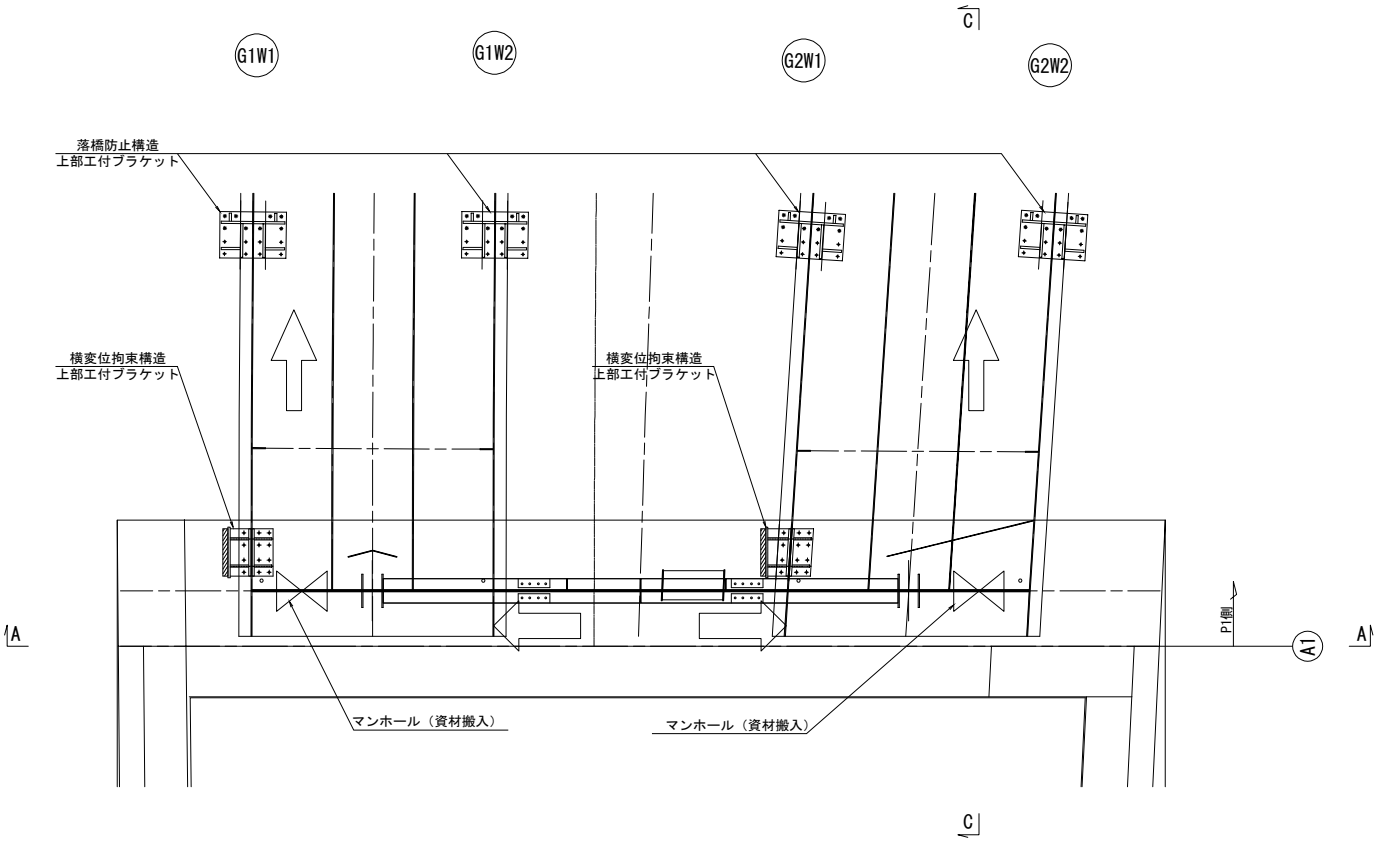 C
G1W1
G1W2
G2W1
G2W2
落橋防止構造
上部工付ブラケット
横変位拘束構造
上部工付ブラケット
横変位拘束構造
上部工付ブラケット
P1側
A
A1
A
マンホール（資材搬入）
マンホール（資材搬入）
C